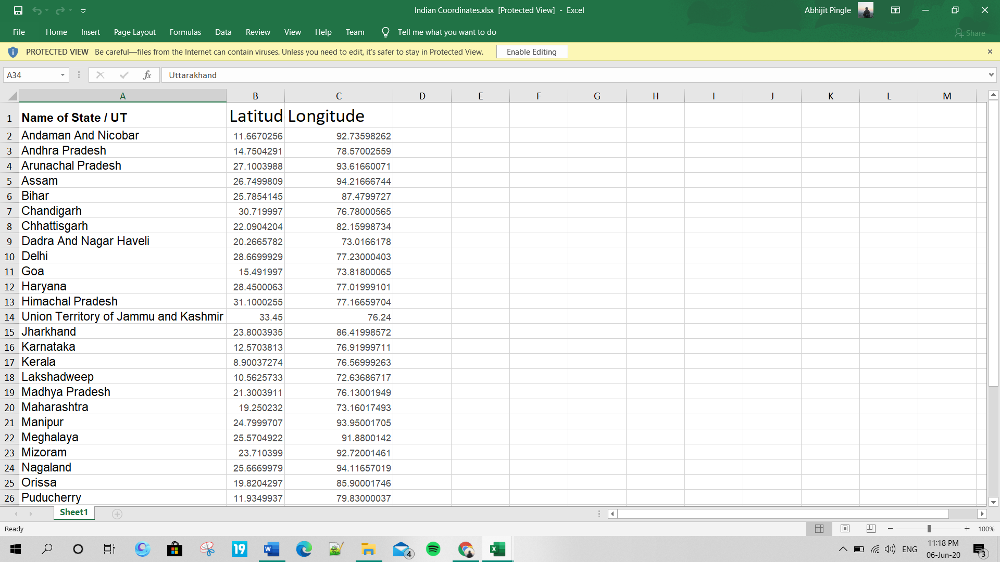 Indian Coordinates.xlsx [Protected View] - Excel
Abhijit Pingle
File Home Insert Page Layout Formulas Data Review View Help Team Tell me what you want to do Share
PROTECTED VIEW Be careful—files from the Internet can contain viruses. Unless you need to edit, it's safer to stay in Protected View. Enable Editing
A34 fx Uttarakhand
A B C D E F G H I J K L M
1 Name of State / UT Latitud Longitude
2 Andaman And Nicobar 11.6670256 92.73598262
3 Andhra Pradesh 14.7504291 78.57002559
4 Arunachal Pradesh 27.1003988 93.61660071
5 Assam 26.7499809 94.21666744
6 Bihar 25.7854145 87.4799727
7 Chandigarh 30.719997 76.78000565
8 Chhattisgarh 22.0904204 82.15998734
9 Dadra And Nagar Haveli 20.2665782 73.0166178
10 Delhi 28.6699929 77.23000403
11 Goa 15.491997 73.81800065
12 Haryana 28.4500063 77.01999101
13 Himachal Pradesh 31.1000255 77.16659704
14 Union Territory of Jammu and Kashmir 33.45 76.24
15 Jharkhand 23.8003935 86.41998572
16 Karnataka 12.5703813 76.91999711
17 Kerala 8.90037274 76.56999263
18 Lakshadweep 10.5625733 72.63686717
19 Madhya Pradesh 21.3003911 76.13001949
20 Maharashtra 19.250232 73.16017493
21 Manipur 24.7999707 93.95001705
22 Meghalaya 25.5704922 91.8800142
23 Mizoram 23.710399 92.72001461
24 Nagaland 25.6669979 94.11657019
25 Orissa 19.8204297 85.90001746
26 Puducherry 11.9349937 79.83000037
Sheet1
Ready 100%
19 W 4 X ENG 11:18 PM 3
06-Jun-20